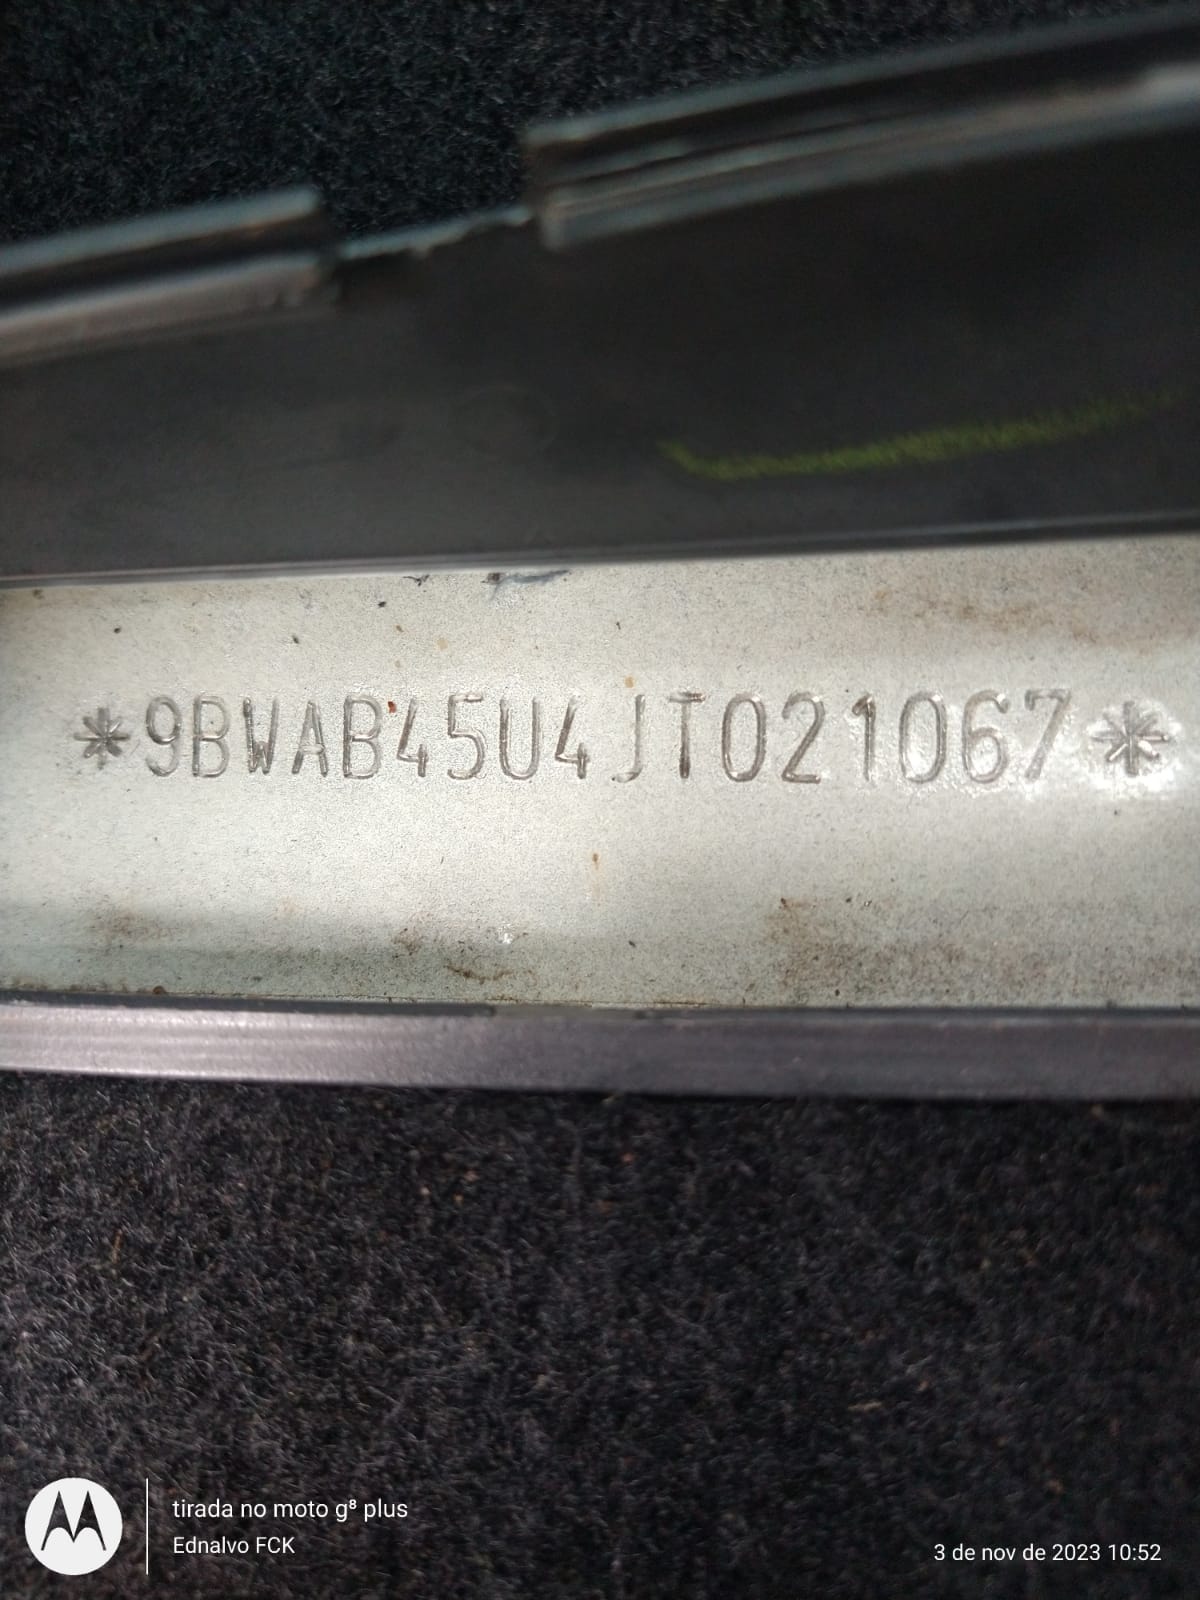 *9BWAB45U4JT021067*
tirada no moto g⁸ plus
Ednalvo FCK
3 de nov de 2023 10:52